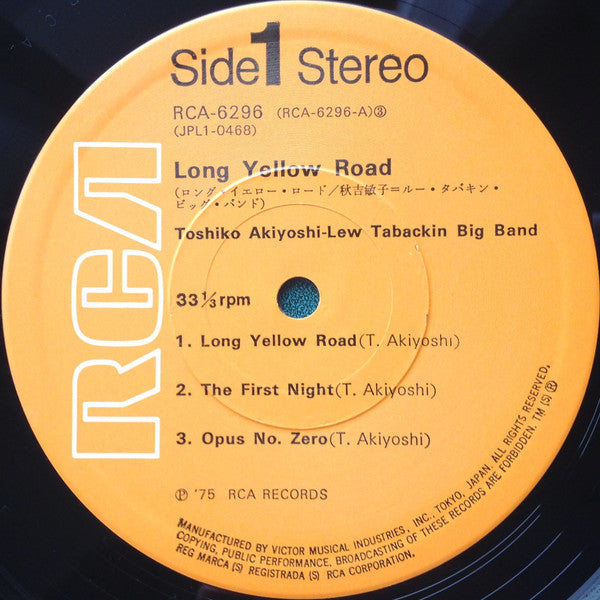 Side 1 Stereo
RCA-6296 (RCA-6296-A)③
(JPL1-0468)
Long Yellow Road
(ロング・イエロー・ロード/秋吉敏子=ルー・タバキン・
ビッグ・バンド)
Toshiko Akiyoshi-Lew Tabackin Big Band
33⅓rpm
1. Long Yellow Road(T. Akiyoshi)
2. The First Night(T. Akiyoshi)
3. Opus No. Zero(T. Akiyoshi)
Ⓟ '75 RCA RECORDS
MANUFACTURED BY VICTOR MUSICAL INDUSTRIES, INC. TOKYO, JAPAN. ALL RIGHTS RESERVED.
COPYING, PUBLIC PERFORMANCE, BROADCASTING OF THESE RECORDS ARE FORBIDDEN. TM (S) ®
REG MARCA (S) REGISTRADA (S) RCA CORPORATION.
RCA